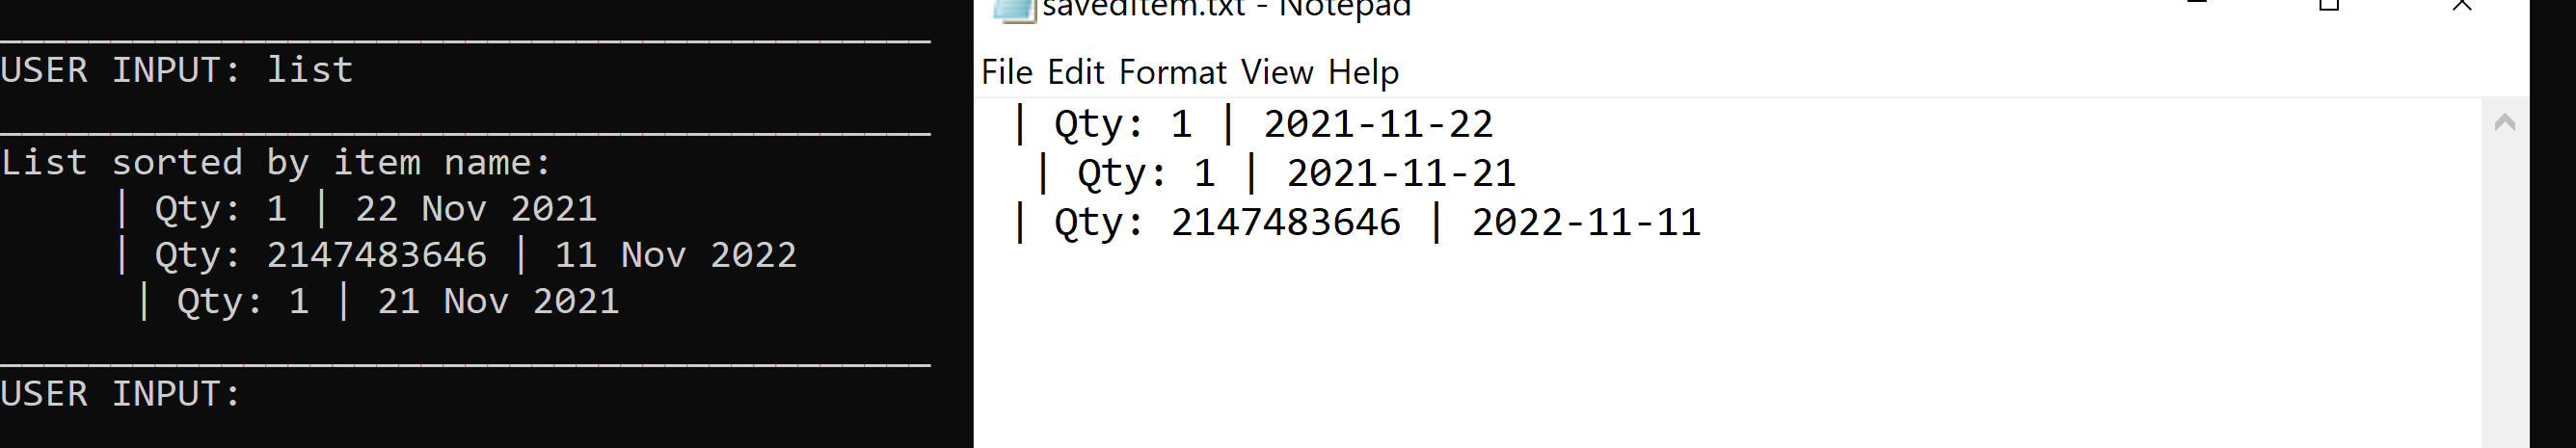 USER INPUT: list
List sorted by item name:
| Qty: 1 | 22 Nov 2021
| Qty: 2147483646 | 11 Nov 2022
| Qty: 1 | 21 Nov 2021
USER INPUT:
savedItem.txt - Notepad
File Edit Format View Help
| Qty: 1 | 2021-11-22
| Qty: 1 | 2021-11-21
| Qty: 2147483646 | 2022-11-11